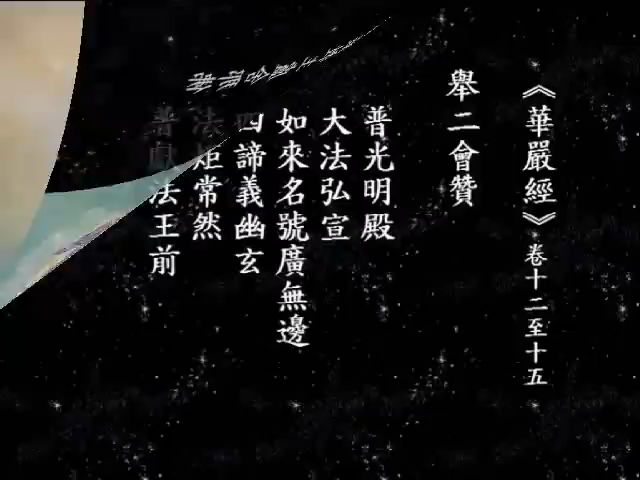 《華嚴經》卷十二至十五
舉二會贊
普光明殿
大法弘宣
如來名號廣無邊
四諦義幽玄
法炬常然
普獻法王前